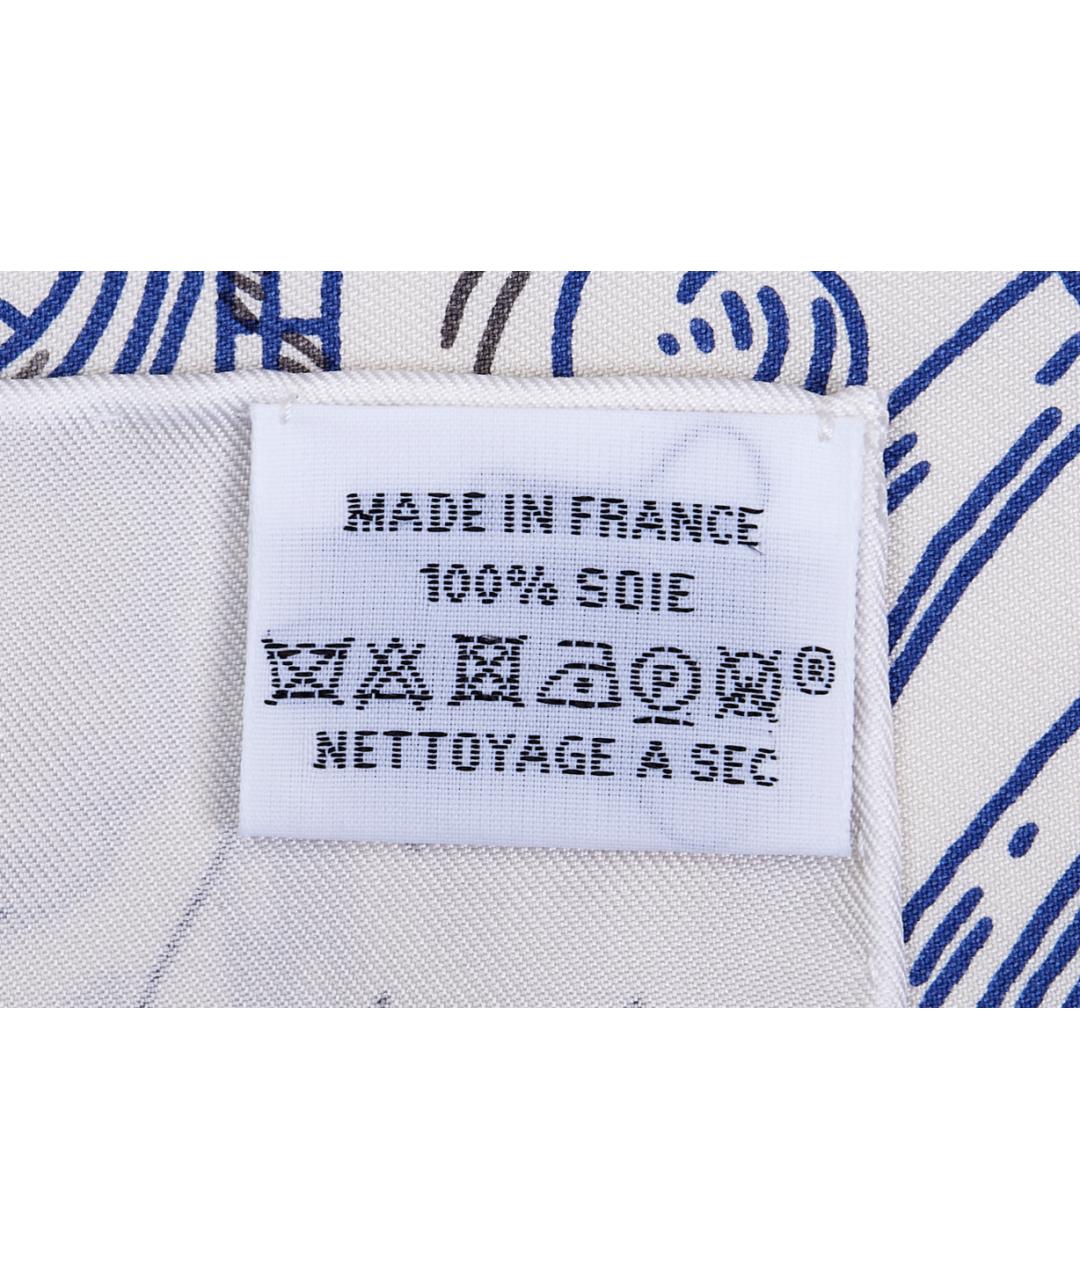 MADE IN FRANCE
100% SOIE
P ®
NETTOYAGE A SEC